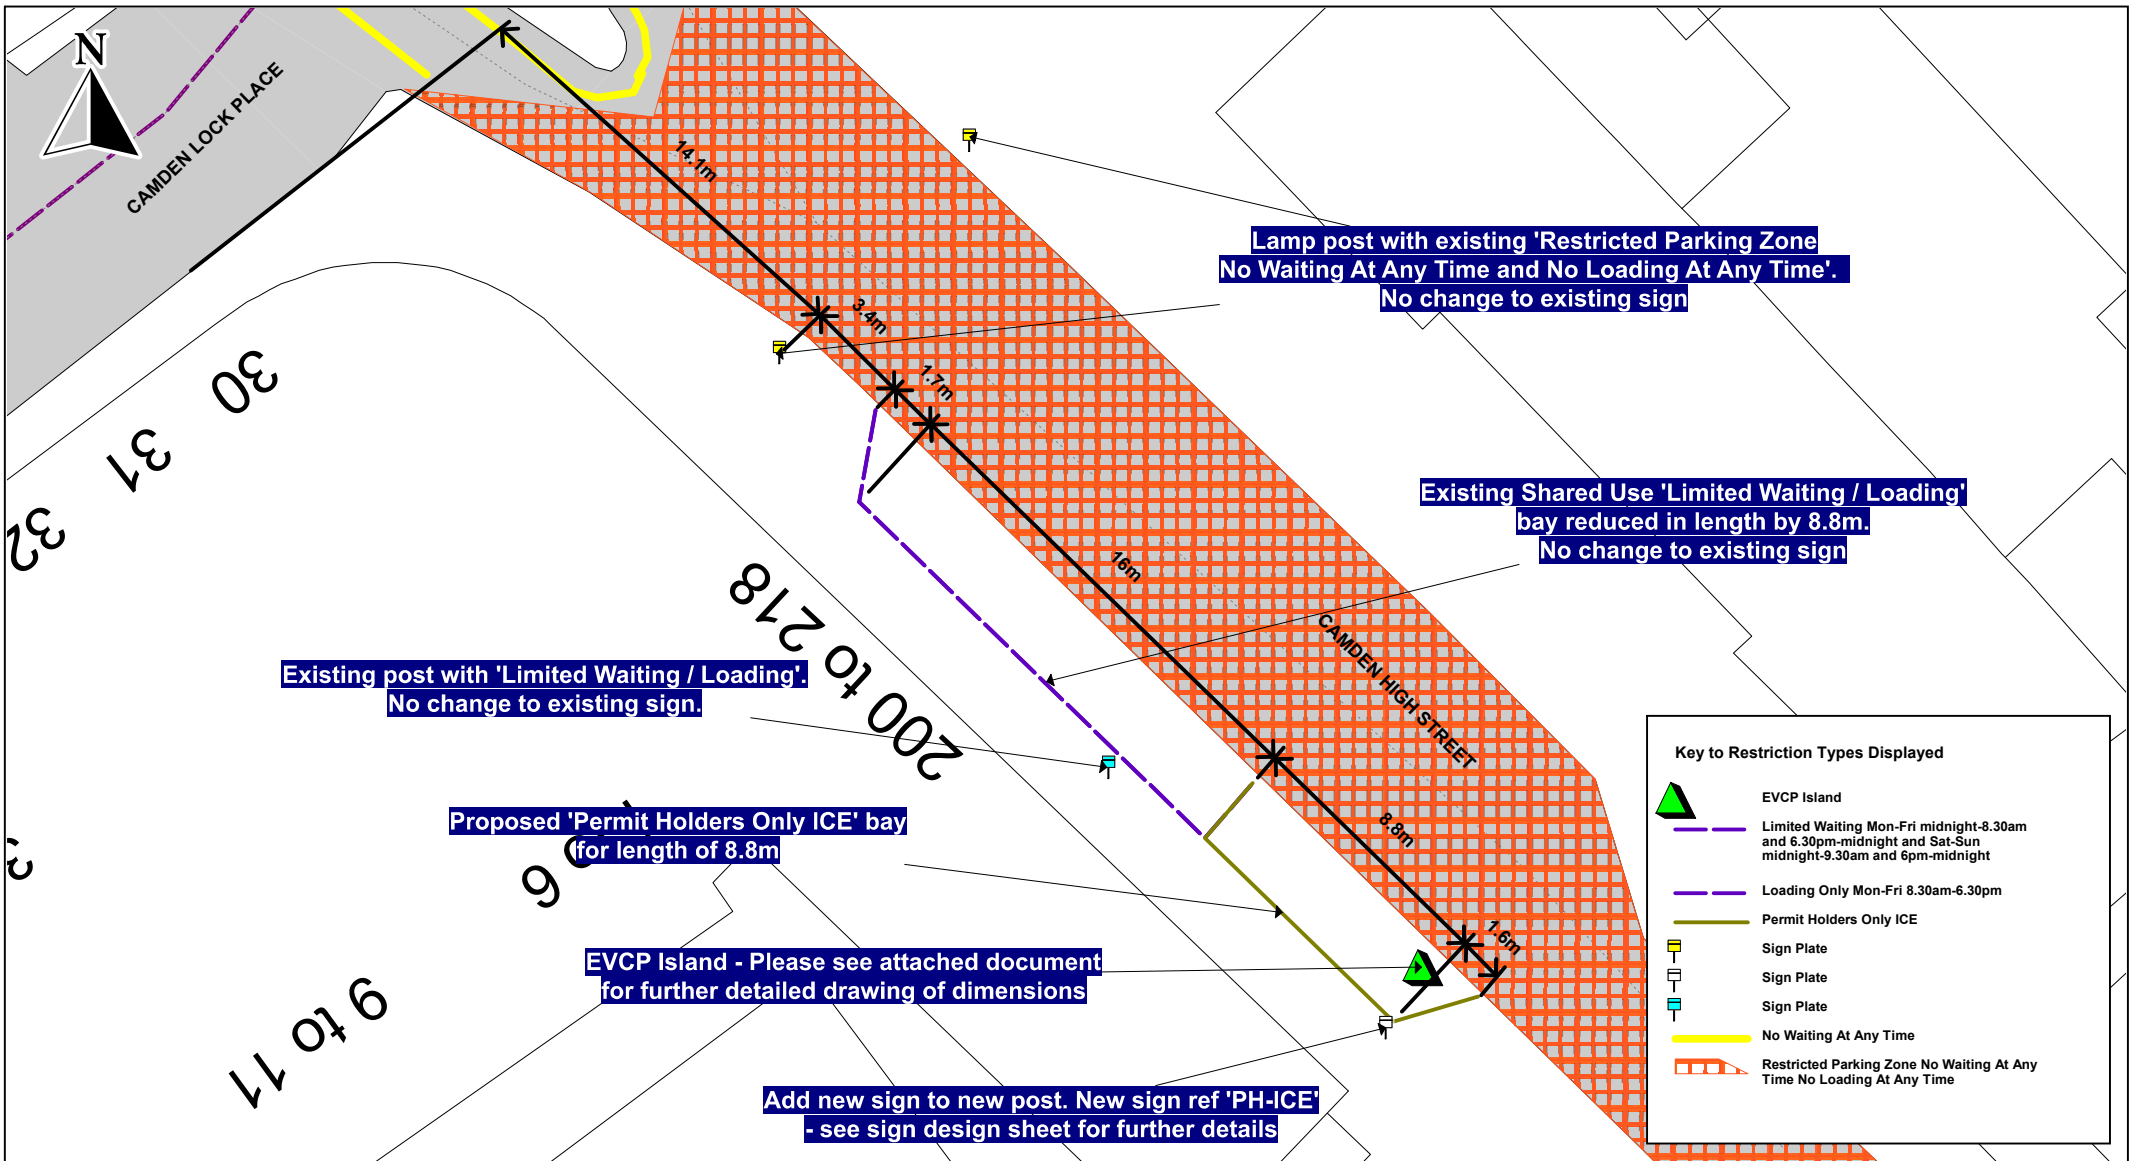 N
CAMDEN LOCK PLACE
14.1m
Lamp post with existing 'Restricted Parking Zone
No Waiting At Any Time and No Loading At Any Time'.
No change to existing sign
3.4m
1.7m
30
31
32
Existing Shared Use 'Limited Waiting / Loading'
bay reduced in length by 8.8m.
No change to existing sign
16m
200 to 218
CAMDEN HIGH STREET
Existing post with 'Limited Waiting / Loading'.
No change to existing sign.
Proposed 'Permit Holders Only ICE' bay
for length of 8.8m
8.8m
1.6m
EVCP Island - Please see attached document
for further detailed drawing of dimensions
9 to 11
Add new sign to new post. New sign ref 'PH-ICE'
- see sign design sheet for further details
Key to Restriction Types Displayed
EVCP Island
Limited Waiting Mon-Fri midnight-8.30am
and 6.30pm-midnight and Sat-Sun
midnight-9.30am and 6pm-midnight
Loading Only Mon-Fri 8.30am-6.30pm
Permit Holders Only ICE
Sign Plate
Sign Plate
Sign Plate
No Waiting At Any Time
Restricted Parking Zone No Waiting At Any
Time No Loading At Any Time